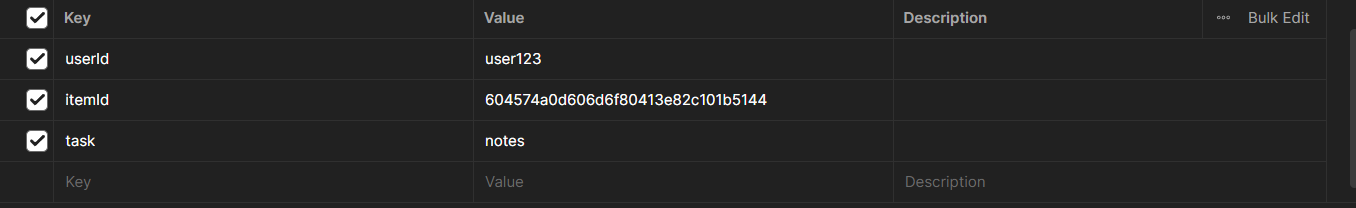 Key Value Description Bulk Edit
userId user123
itemId 604574a0d606d6f80413e82c101b5144
task notes
Key Value Description